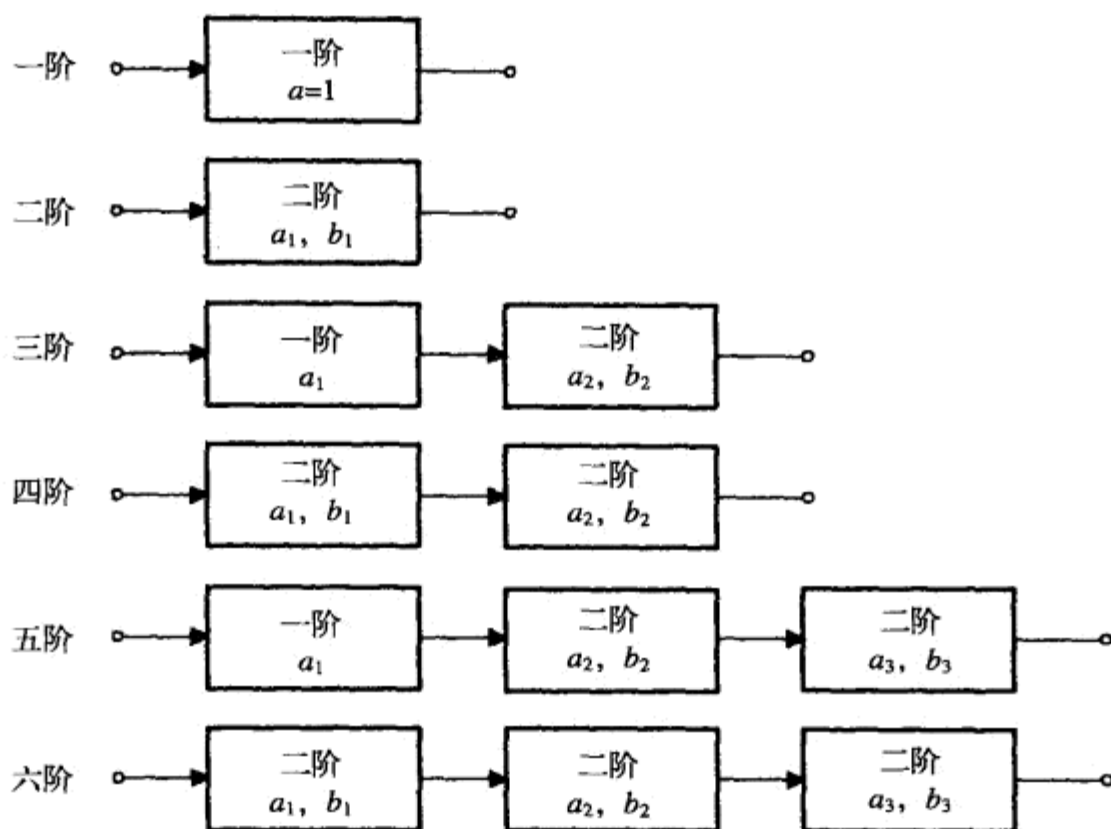 一阶
一阶
a=1
二阶
二阶
a₁, b₁
三阶
一阶
a₁
二阶
a₂, b₂
四阶
二阶
a₁, b₁
二阶
a₂, b₂
五阶
一阶
a₁
二阶
a₂, b₂
二阶
a₃, b₃
六阶
二阶
a₁, b₁
二阶
a₂, b₂
二阶
a₃, b₃